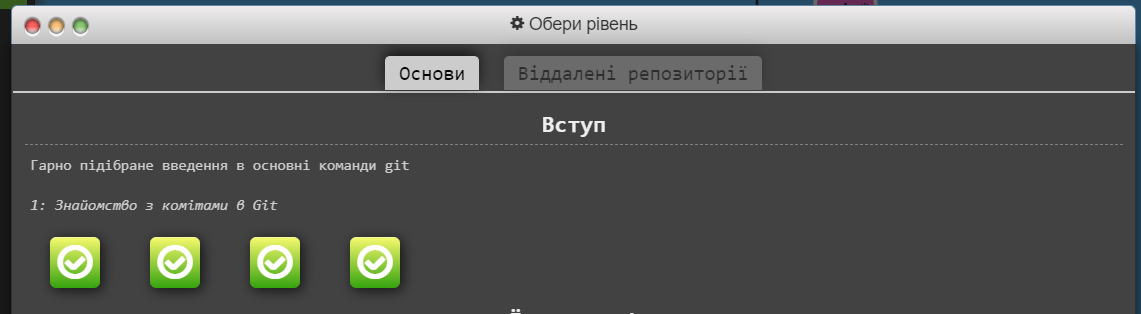 Обери рівень
Основи
Віддалені репозиторії
Вступ
Гарно підібране введення в основні команди git
1: Знайомство з комітами в Git